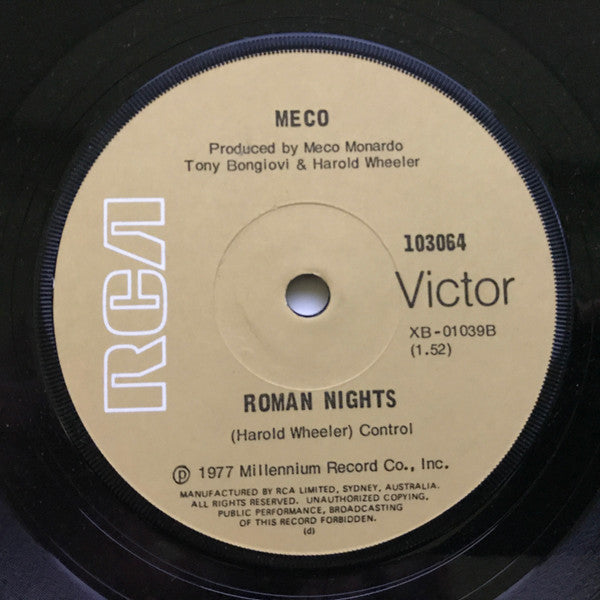 MECO
Produced by Meco Monardo
Tony Bongiovi & Harold Wheeler
RCA
103064
Victor
XB-01039B
(1.52)
ROMAN NIGHTS
(Harold Wheeler) Control
℗ 1977 Millennium Record Co., Inc.
MANUFACTURED BY RCA LIMITED, SYDNEY, AUSTRALIA.
ALL RIGHTS RESERVED. UNAUTHORIZED COPYING,
PUBLIC PERFORMANCE, BROADCASTING
OF THIS RECORD FORBIDDEN.
(d)